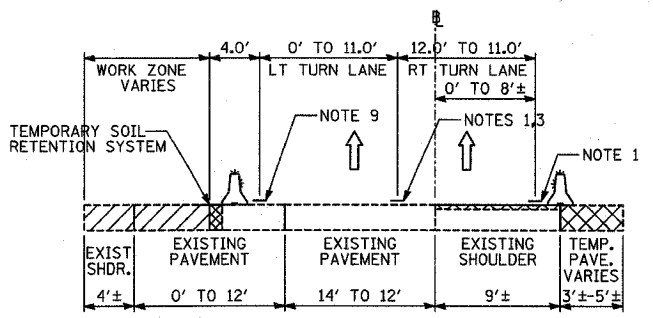 ℄
4.0' 0' TO 11.0' 12.0' TO 11.0'
WORK ZONE VARIES
LT TURN LANE
RT TURN LANE
0' TO 8'±
TEMPORARY SOIL
RETENTION SYSTEM
NOTE 9
NOTES 1,3
NOTE 1
EXIST
SHDR.
EXISTING
PAVEMENT
EXISTING
PAVEMENT
EXISTING
SHOULDER
TEMP.
PAVE.
VARIES
4'± 0' TO 12' 14' TO 12' 9'± 3'±-5'±